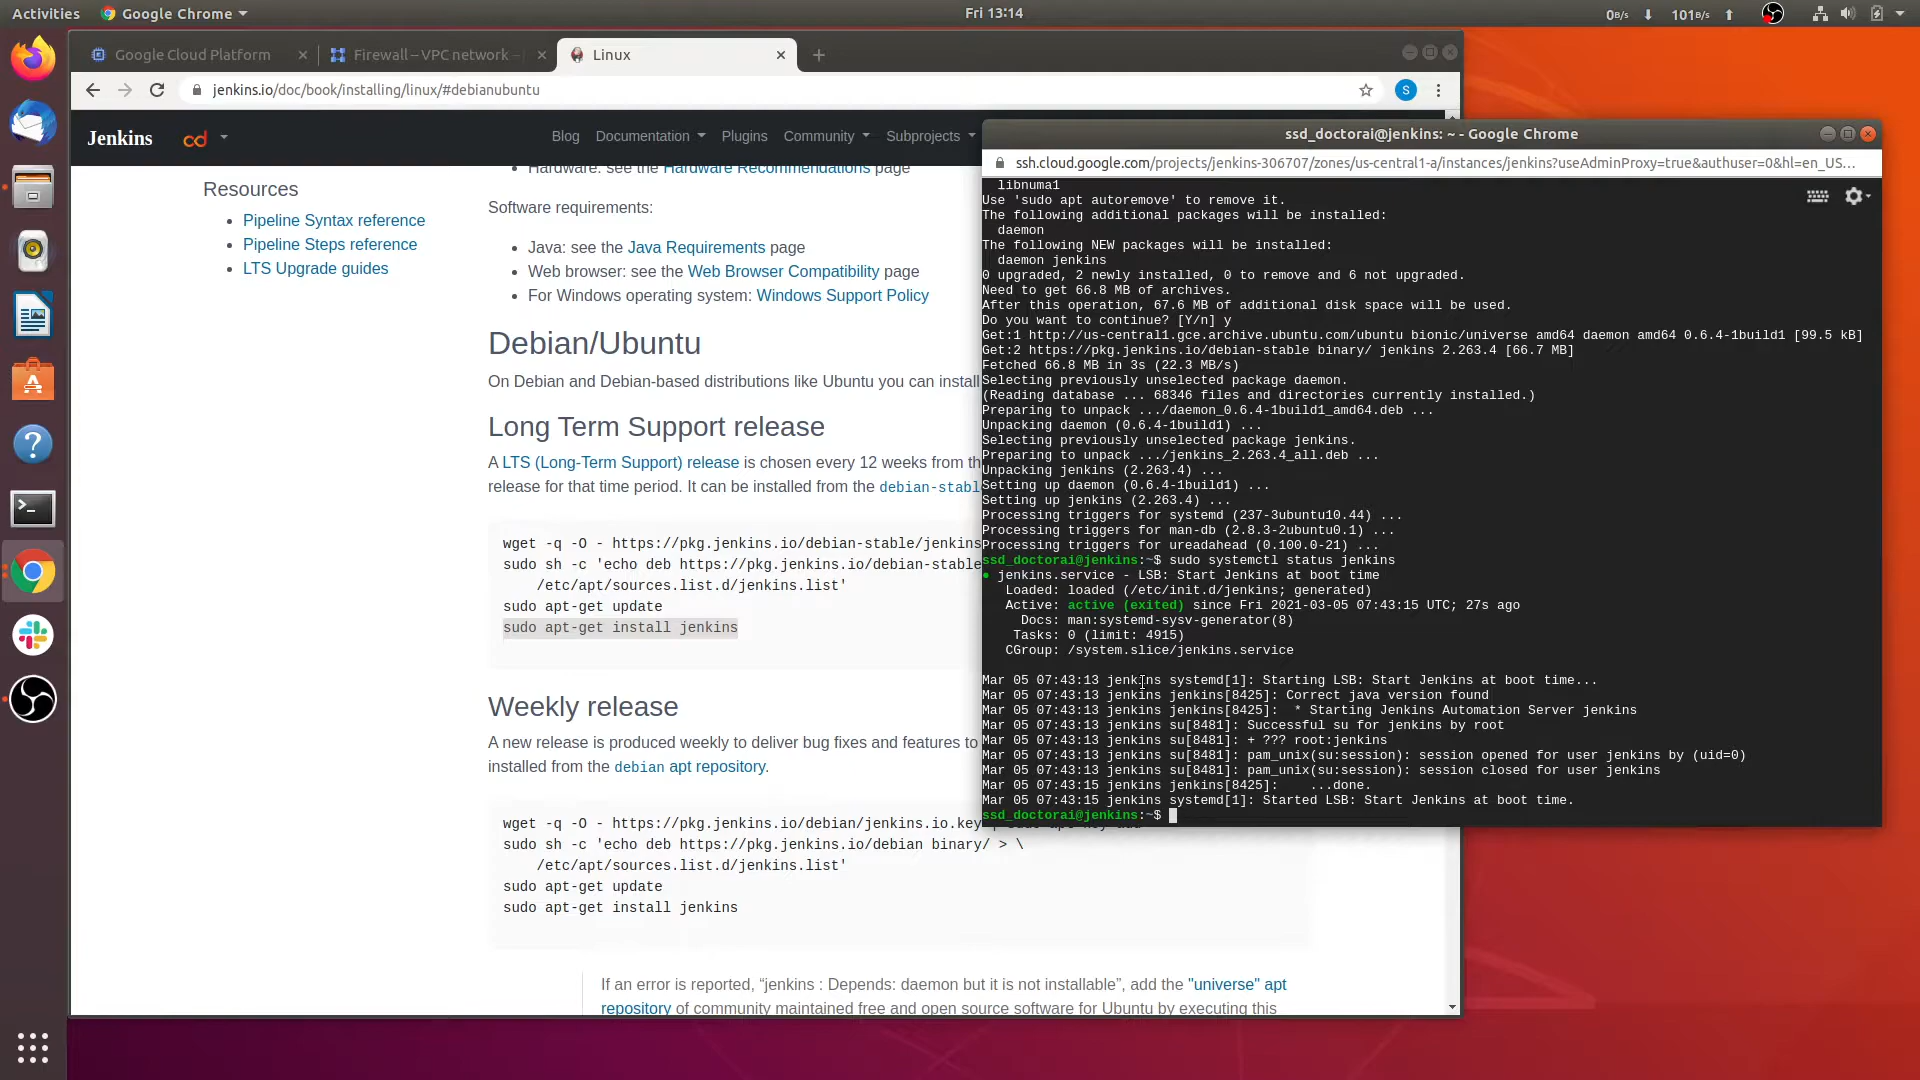 Activities
Google Chrome
Fri 13:14
0B/s
101B/s
Google Cloud Platform
Firewall – VPC network –
Linux
jenkins.io/doc/book/installing/linux/#debianubuntu
S
Jenkins
cd
Blog
Documentation
Plugins
Community
Subprojects
Resources
Pipeline Syntax reference
Pipeline Steps reference
LTS Upgrade guides
Hardware: see the Hardware Recommendations page
Software requirements:
Java: see the Java Requirements page
Web browser: see the Web Browser Compatibility page
For Windows operating system: Windows Support Policy
Debian/Ubuntu
On Debian and Debian-based distributions like Ubuntu you can install
Long Term Support release
A LTS (Long-Term Support) release is chosen every 12 weeks from th
release for that time period. It can be installed from the debian-stabl
wget -q -O - https://pkg.jenkins.io/debian-stable/jenkins
sudo sh -c 'echo deb https://pkg.jenkins.io/debian-stable
/etc/apt/sources.list.d/jenkins.list'
sudo apt-get update
sudo apt-get install jenkins
Weekly release
A new release is produced weekly to deliver bug fixes and features to
installed from the debian apt repository.
wget -q -O - https://pkg.jenkins.io/debian/jenkins.io.key
sudo sh -c 'echo deb https://pkg.jenkins.io/debian binary/ > \
/etc/apt/sources.list.d/jenkins.list'
sudo apt-get update
sudo apt-get install jenkins
If an error is reported, “jenkins : Depends: daemon but it is not installable”, add the "universe" apt
repository of community maintained free and open source software for Ubuntu by executing this
ssd_doctorai@jenkins: ~ - Google Chrome
ssh.cloud.google.com/projects/jenkins-306707/zones/us-central1-a/instances/jenkins?useAdminProxy=true&authuser=0&hl=en_US...
libnuma1
Use 'sudo apt autoremove' to remove it.
The following additional packages will be installed:
daemon
The following NEW packages will be installed:
daemon jenkins
0 upgraded, 2 newly installed, 0 to remove and 6 not upgraded.
Need to get 66.8 MB of archives.
After this operation, 67.6 MB of additional disk space will be used.
Do you want to continue? [Y/n] y
Get:1 http://us-central1.gce.archive.ubuntu.com/ubuntu bionic/universe amd64 daemon amd64 0.6.4-1build1 [99.5 kB]
Get:2 https://pkg.jenkins.io/debian-stable binary/ jenkins 2.263.4 [66.7 MB]
Fetched 66.8 MB in 3s (22.3 MB/s)
Selecting previously unselected package daemon.
(Reading database ... 68346 files and directories currently installed.)
Preparing to unpack .../daemon_0.6.4-1build1_amd64.deb ...
Unpacking daemon (0.6.4-1build1) ...
Selecting previously unselected package jenkins.
Preparing to unpack .../jenkins_2.263.4_all.deb ...
Unpacking jenkins (2.263.4) ...
Setting up daemon (0.6.4-1build1) ...
Setting up jenkins (2.263.4) ...
Processing triggers for systemd (237-3ubuntu10.44) ...
Processing triggers for man-db (2.8.3-2ubuntu0.1) ...
Processing triggers for ureadahead (0.100.0-21) ...
ssd_doctorai@jenkins:~$ sudo systemctl status jenkins
● jenkins.service - LSB: Start Jenkins at boot time
Loaded: loaded (/etc/init.d/jenkins; generated)
Active: active (exited) since Fri 2021-03-05 07:43:15 UTC; 27s ago
Docs: man:systemd-sysv-generator(8)
Tasks: 0 (limit: 4915)
CGroup: /system.slice/jenkins.service
Mar 05 07:43:13 jenkins systemd[1]: Starting LSB: Start Jenkins at boot time...
Mar 05 07:43:13 jenkins jenkins[8425]: Correct java version found
Mar 05 07:43:13 jenkins jenkins[8425]:  * Starting Jenkins Automation Server jenkins
Mar 05 07:43:13 jenkins su[8481]: Successful su for jenkins by root
Mar 05 07:43:13 jenkins su[8481]: + ??? root:jenkins
Mar 05 07:43:13 jenkins su[8481]: pam_unix(su:session): session opened for user jenkins by (uid=0)
Mar 05 07:43:13 jenkins su[8481]: pam_unix(su:session): session closed for user jenkins
Mar 05 07:43:15 jenkins jenkins[8425]:    ...done.
Mar 05 07:43:15 jenkins systemd[1]: Started LSB: Start Jenkins at boot time.
ssd_doctorai@jenkins:~$